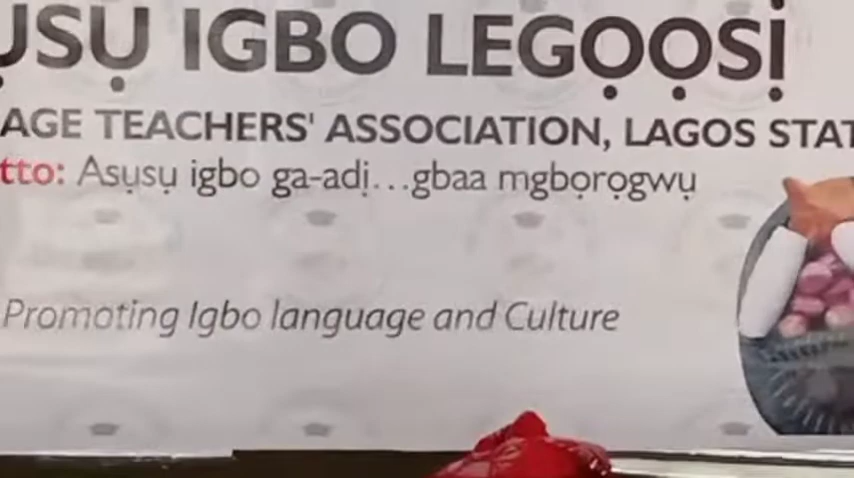 ỤSỤ IGBO LEGỌỌSỊ
AGE TEACHERS' ASSOCIATION, LAGOS STAT
tto: Asụsụ igbo ga-adị...gbaa mgbọrọgwụ
Promoting Igbo language and Culture